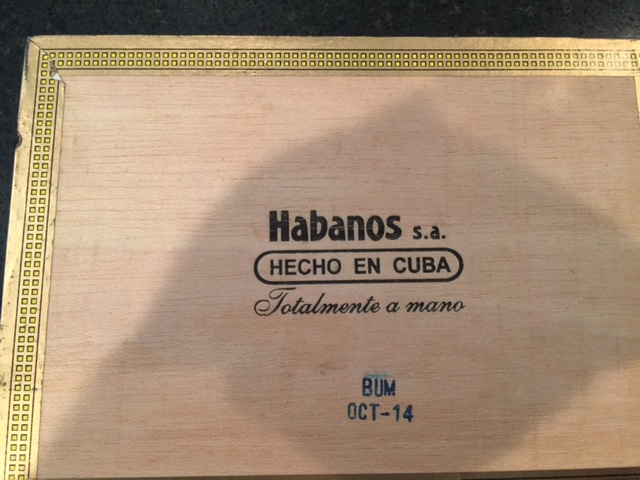 Habanos s.a.
HECHO EN CUBA
Totalmente a mano
BUM
OCT-14